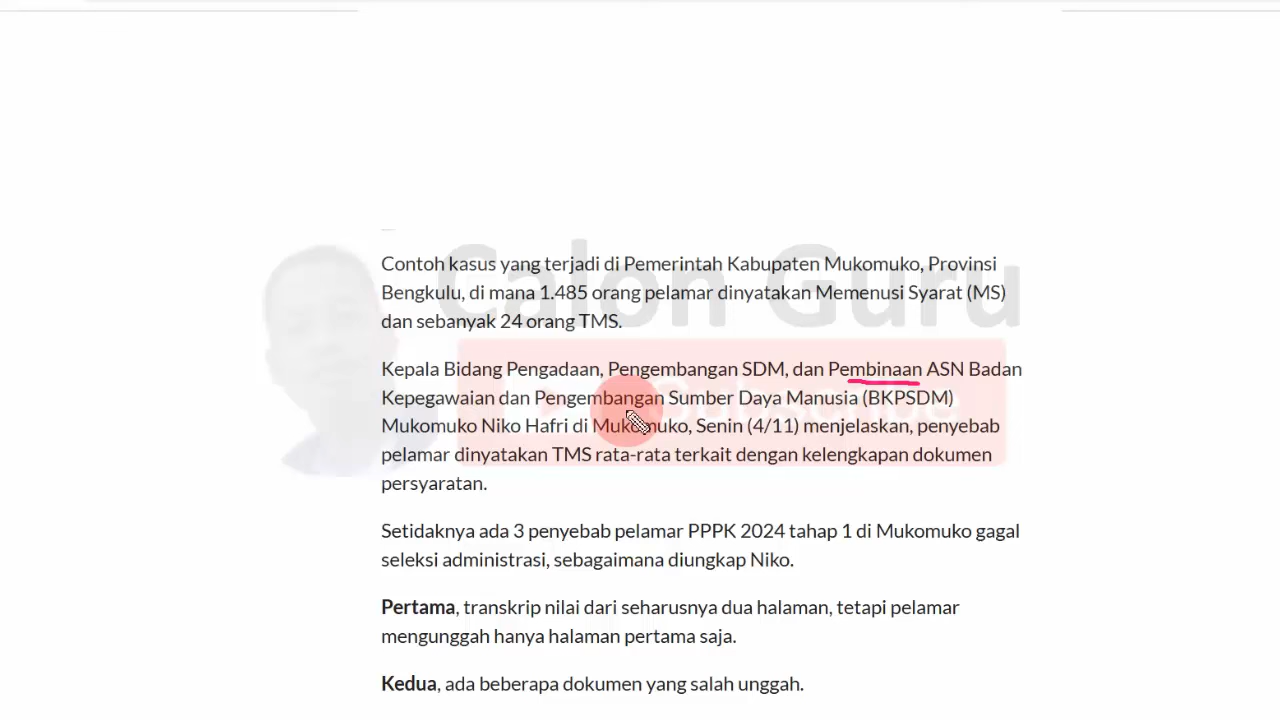 Contoh kasus yang terjadi di Pemerintah Kabupaten Mukomuko, Provinsi
Bengkulu, di mana 1.485 orang pelamar dinyatakan Memenusi Syarat (MS)
dan sebanyak 24 orang TMS.
Calon Guru
Kepala Bidang Pengadaan, Pengembangan SDM, dan Pembinaan ASN Badan
Kepegawaian dan Pengembangan Sumber Daya Manusia (BKPSDM)
Subscribe
Mukomuko Niko Hafri di Mukomuko, Senin (4/11) menjelaskan, penyebab
pelamar dinyatakan TMS rata-rata terkait dengan kelengkapan dokumen
persyaratan.
Setidaknya ada 3 penyebab pelamar PPPK 2024 tahap 1 di Mukomuko gagal
seleksi administrasi, sebagaimana diungkap Niko.
Pertama, transkrip nilai dari seharusnya dua halaman, tetapi pelamar
mengunggah hanya halaman pertama saja.
Kedua, ada beberapa dokumen yang salah unggah.